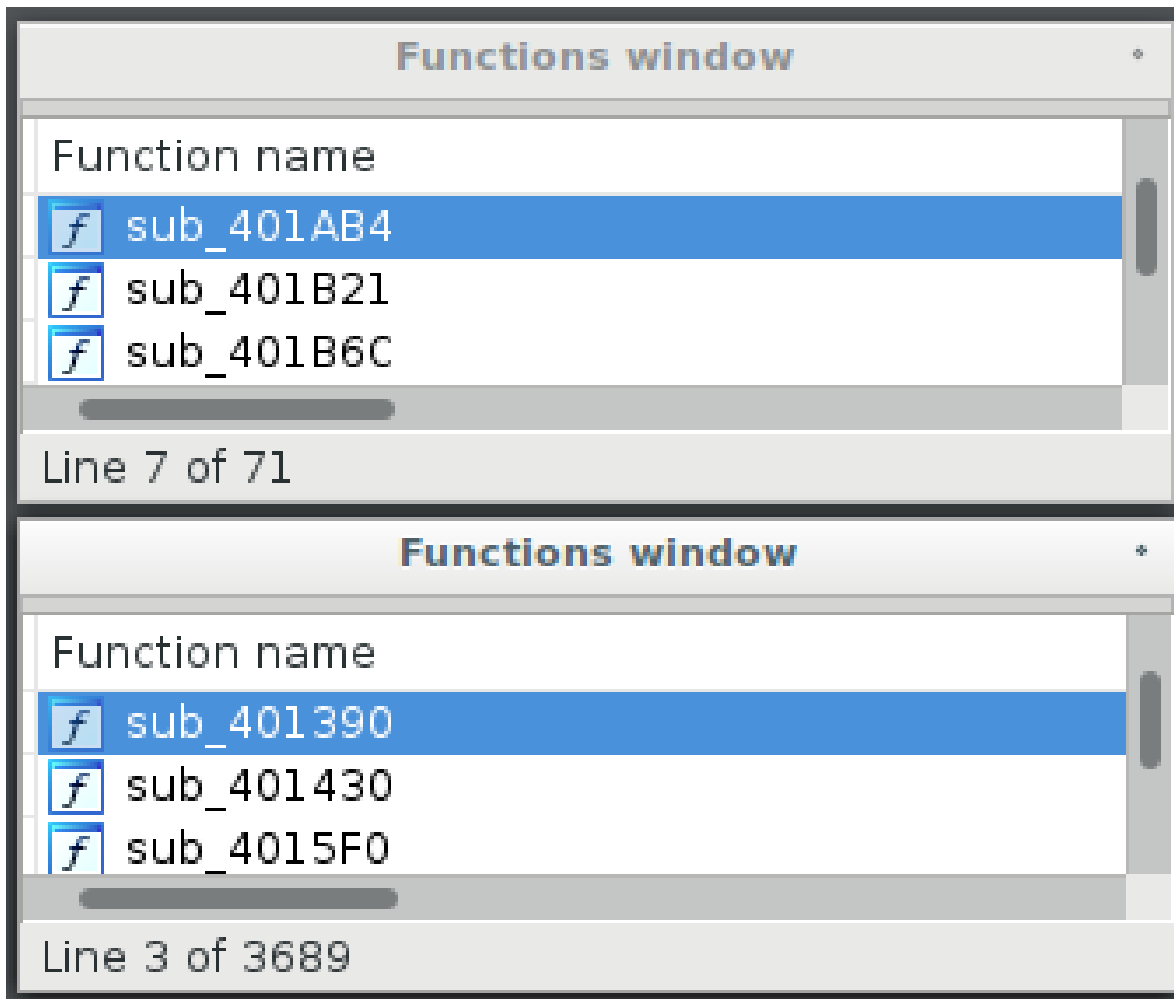 Functions window
Function name
f sub_401AB4
f sub_401B21
f sub_401B6C
Line 7 of 71
Functions window
Function name
f sub_401390
f sub_401430
f sub_4015F0
Line 3 of 3689